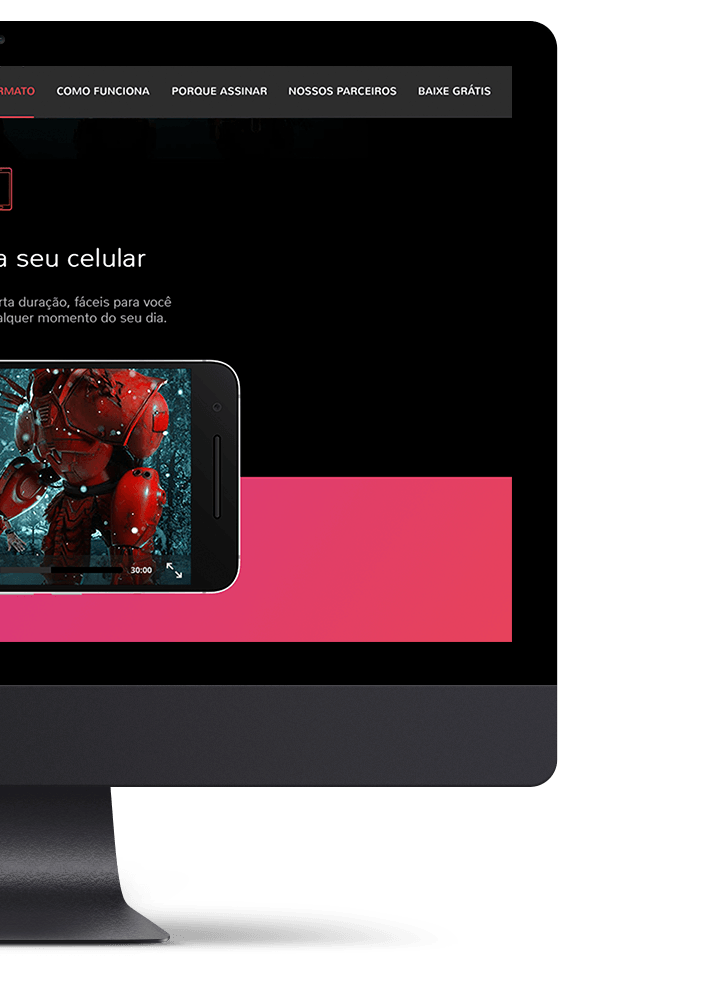 RMATO COMO FUNCIONA PORQUE ASSINAR NOSSOS PARCEIROS BAIXE GRÁTIS
a seu celular
rta duração, fáceis para você
alquer momento do seu dia.
30:00